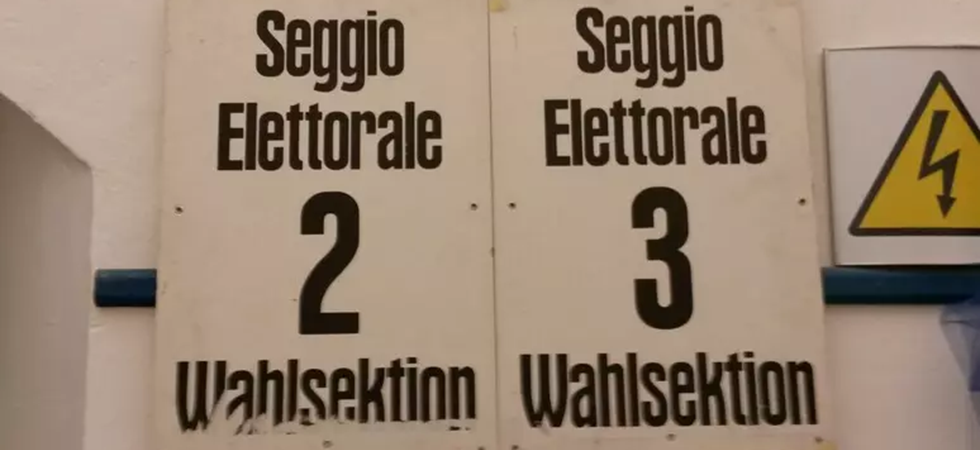 Seggio
Elettorale
2
Wahlsektion
Seggio
Elettorale
3
Wahlsektion